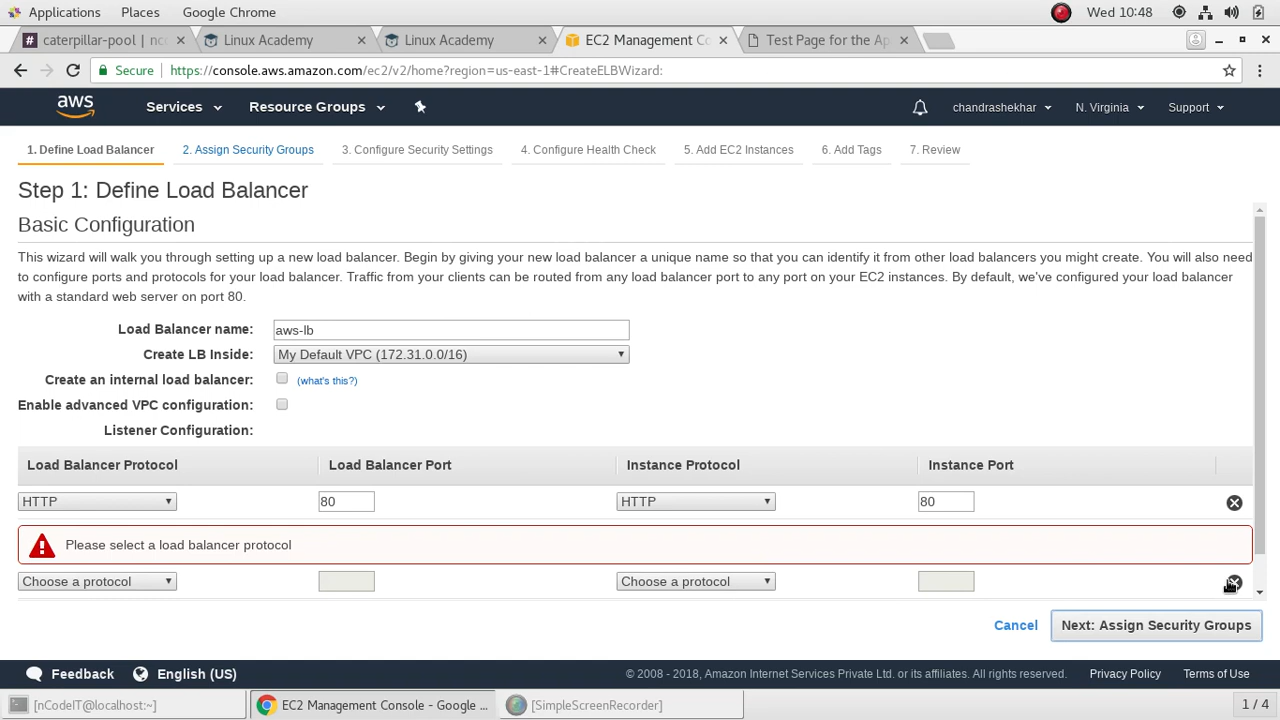 Applications Places Google Chrome Wed 10:48
# caterpillar-pool | nc × Linux Academy × Linux Academy × EC2 Management Co × Test Page for the Ap ×
Secure https://console.aws.amazon.com/ec2/v2/home?region=us-east-1#CreateELBWizard:
aws Services Resource Groups chandrashekhar N. Virginia Support
1. Define Load Balancer 2. Assign Security Groups 3. Configure Security Settings 4. Configure Health Check 5. Add EC2 Instances 6. Add Tags 7. Review
Step 1: Define Load Balancer
Basic Configuration
This wizard will walk you through setting up a new load balancer. Begin by giving your new load balancer a unique name so that you can identify it from other load balancers you might create. You will also need
to configure ports and protocols for your load balancer. Traffic from your clients can be routed from any load balancer port to any port on your EC2 instances. By default, we've configured your load balancer
with a standard web server on port 80.
Load Balancer name: aws-lb
Create LB Inside: My Default VPC (172.31.0.0/16)
Create an internal load balancer: (what's this?)
Enable advanced VPC configuration:
Listener Configuration:
Load Balancer Protocol Load Balancer Port Instance Protocol Instance Port
HTTP 80 HTTP 80
Please select a load balancer protocol
Choose a protocol Choose a protocol
Cancel Next: Assign Security Groups
Feedback English (US) © 2008 - 2018, Amazon Internet Services Private Ltd. or its affiliates. All rights reserved. Privacy Policy Terms of Use
[nCodeIT@localhost:~] EC2 Management Console - Google ... [SimpleScreenRecorder] 1 / 4